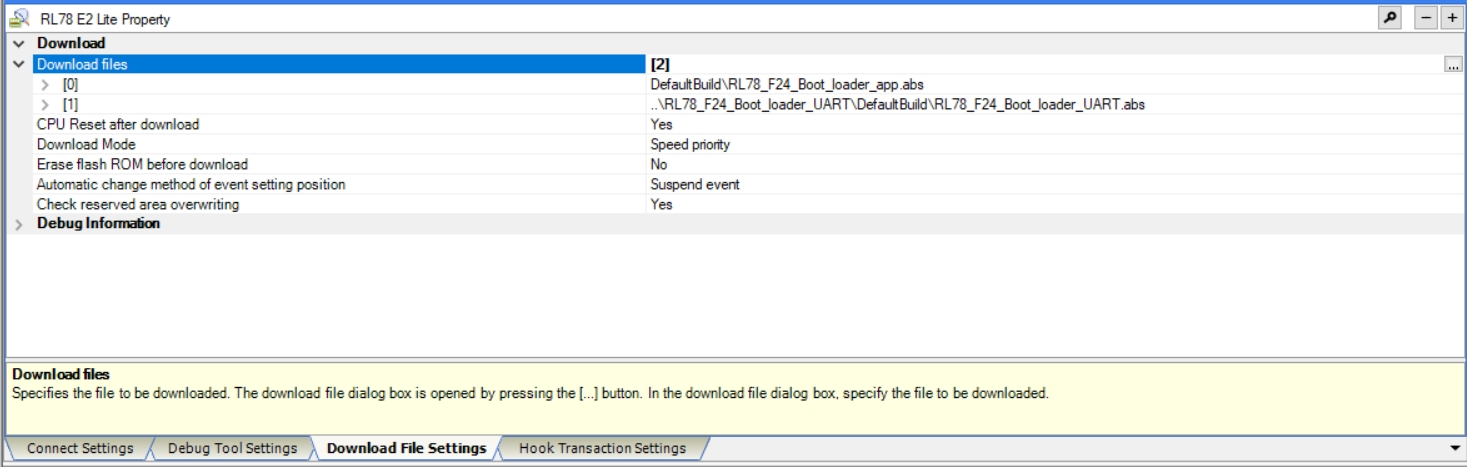 RL78 E2 Lite Property
Download
Download files [2] ...
[0] DefaultBuild\RL78_F24_Boot_loader_app.abs
[1] ..\RL78_F24_Boot_loader_UART\DefaultBuild\RL78_F24_Boot_loader_UART.abs
CPU Reset after download Yes
Download Mode Speed priority
Erase flash ROM before download No
Automatic change method of event setting position Suspend event
Check reserved area overwriting Yes
Debug Information
Download files
Specifies the file to be downloaded. The download file dialog box is opened by pressing the [...] button. In the download file dialog box, specify the file to be downloaded.
Connect Settings Debug Tool Settings Download File Settings Hook Transaction Settings